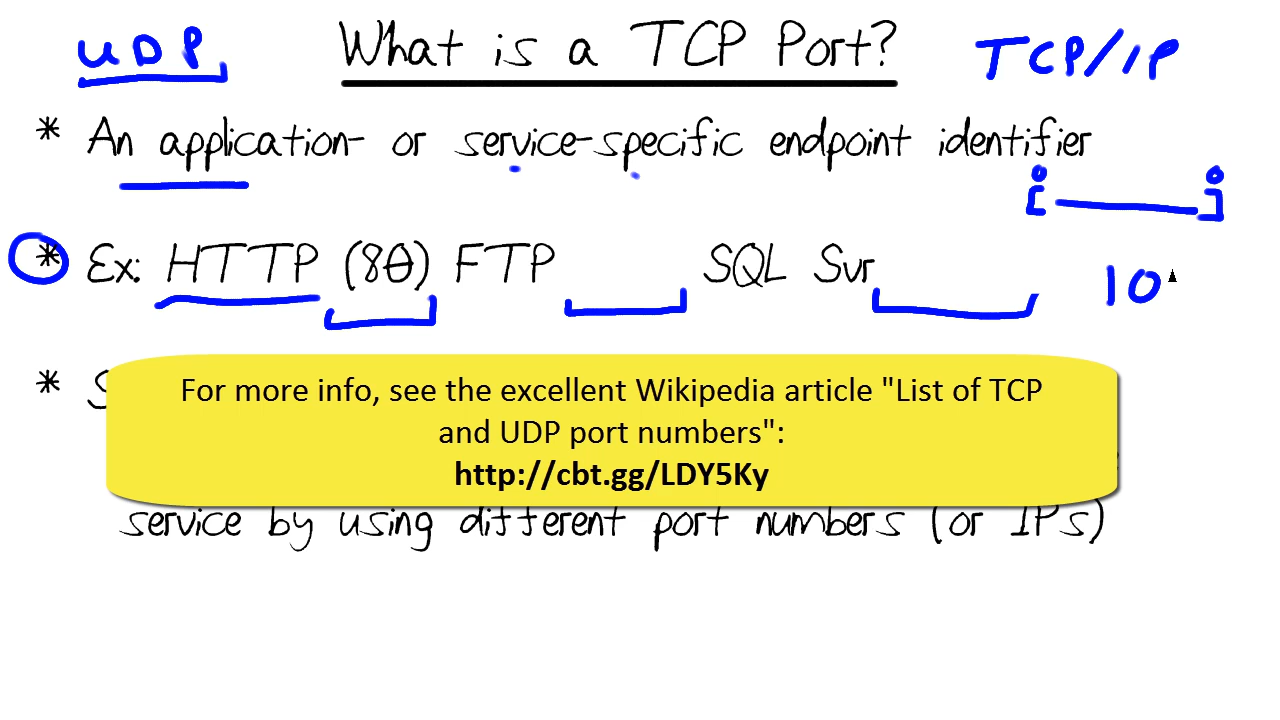 UDP What is a TCP Port? TCP/IP
* An application- or service-specific endpoint identifier
* Ex: HTTP (80) FTP SQL Svr 10
* S
For more info, see the excellent Wikipedia article "List of TCP
and UDP port numbers":
http://cbt.gg/LDY5Ky
service by using different port numbers (or IPs)